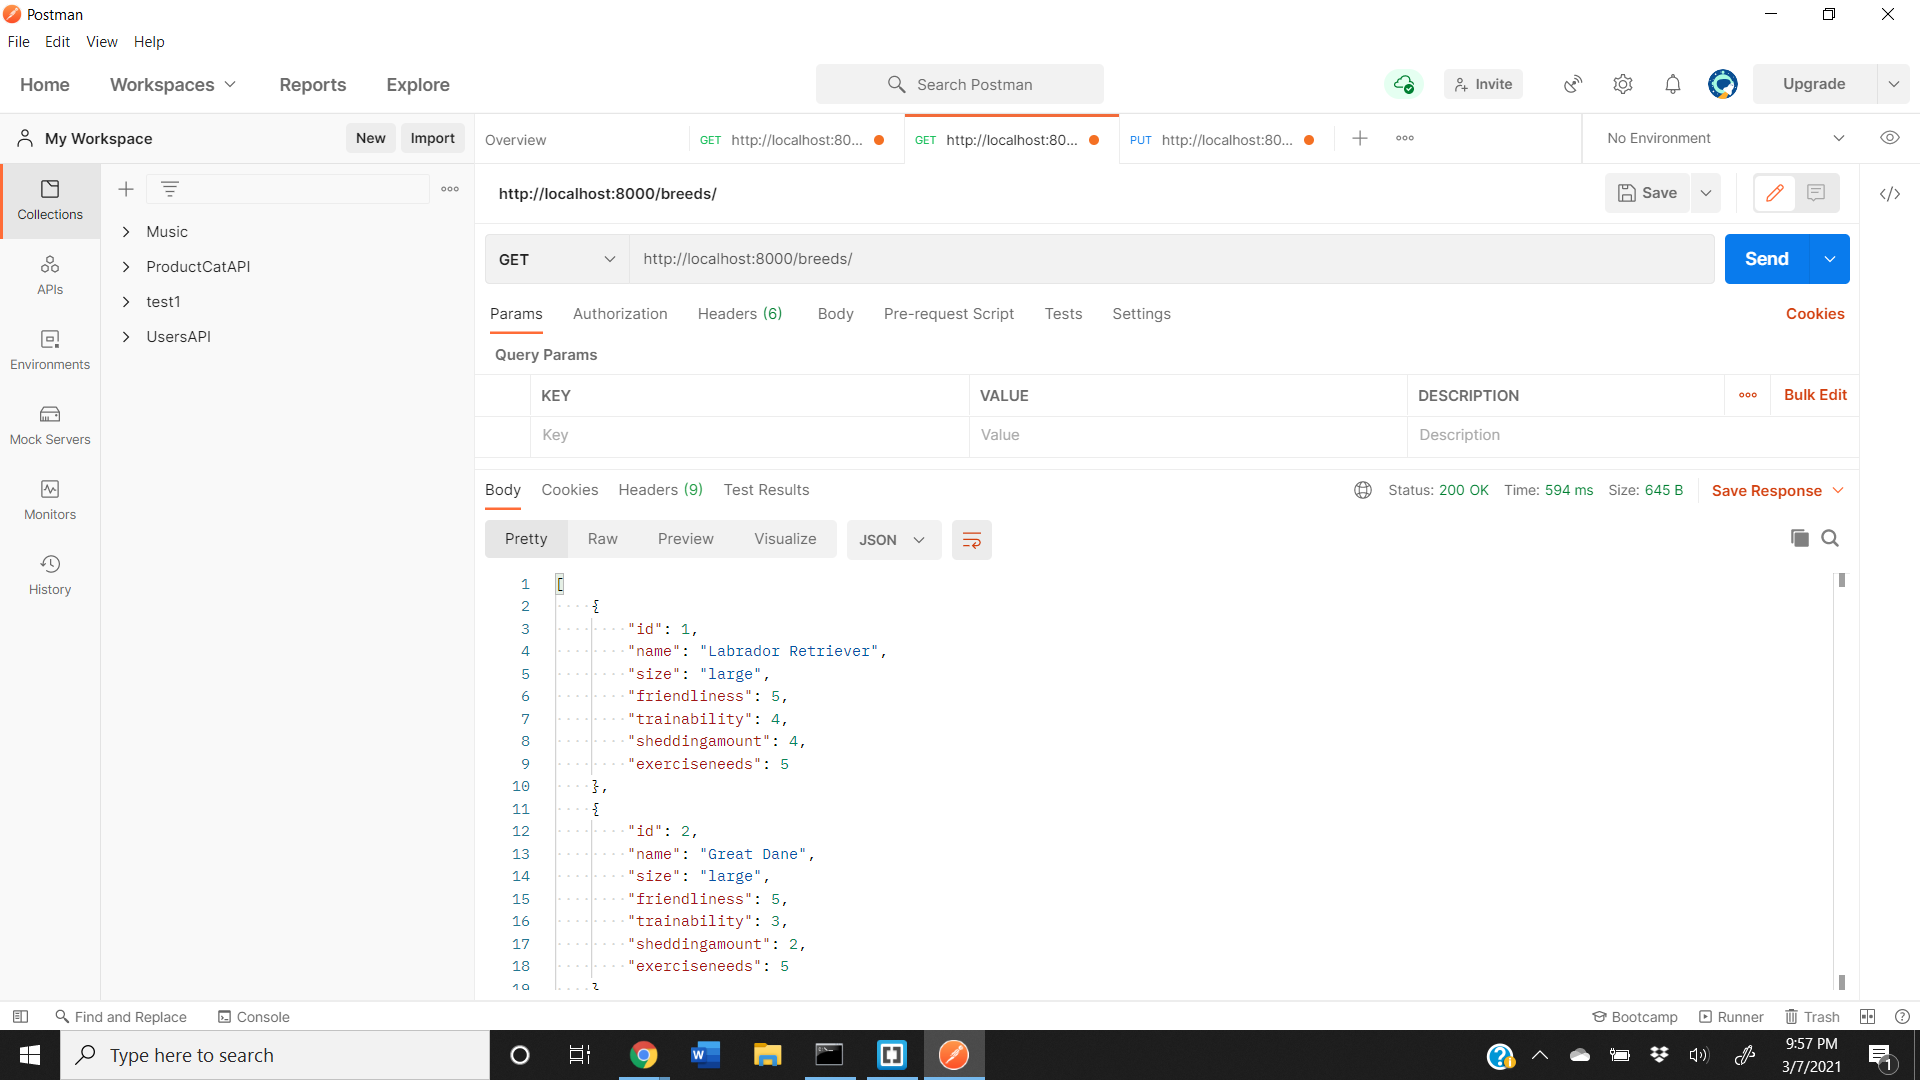 Postman
File Edit View Help
Home Workspaces Reports Explore Search Postman Invite Upgrade
My Workspace New Import Overview GET http://localhost:80... GET http://localhost:80... PUT http://localhost:80... No Environment
Collections
APIs
Environments
Mock Servers
Monitors
History
Music
ProductCatAPI
test1
UsersAPI
http://localhost:8000/breeds/ Save
GET http://localhost:8000/breeds/ Send
Params Authorization Headers (6) Body Pre-request Script Tests Settings Cookies
Query Params
KEY VALUE DESCRIPTION Bulk Edit
Key Value Description
Body Cookies Headers (9) Test Results Status: 200 OK Time: 594 ms Size: 645 B Save Response
Pretty Raw Preview Visualize JSON
1 [
2 {
3 "id": 1,
4 "name": "Labrador Retriever",
5 "size": "large",
6 "friendliness": 5,
7 "trainability": 4,
8 "sheddingamount": 4,
9 "exerciseneeds": 5
10 },
11 {
12 "id": 2,
13 "name": "Great Dane",
14 "size": "large",
15 "friendliness": 5,
16 "trainability": 3,
17 "sheddingamount": 2,
18 "exerciseneeds": 5
19 }
Find and Replace Console Bootcamp Runner Trash
Type here to search
9:57 PM
3/7/2021
1